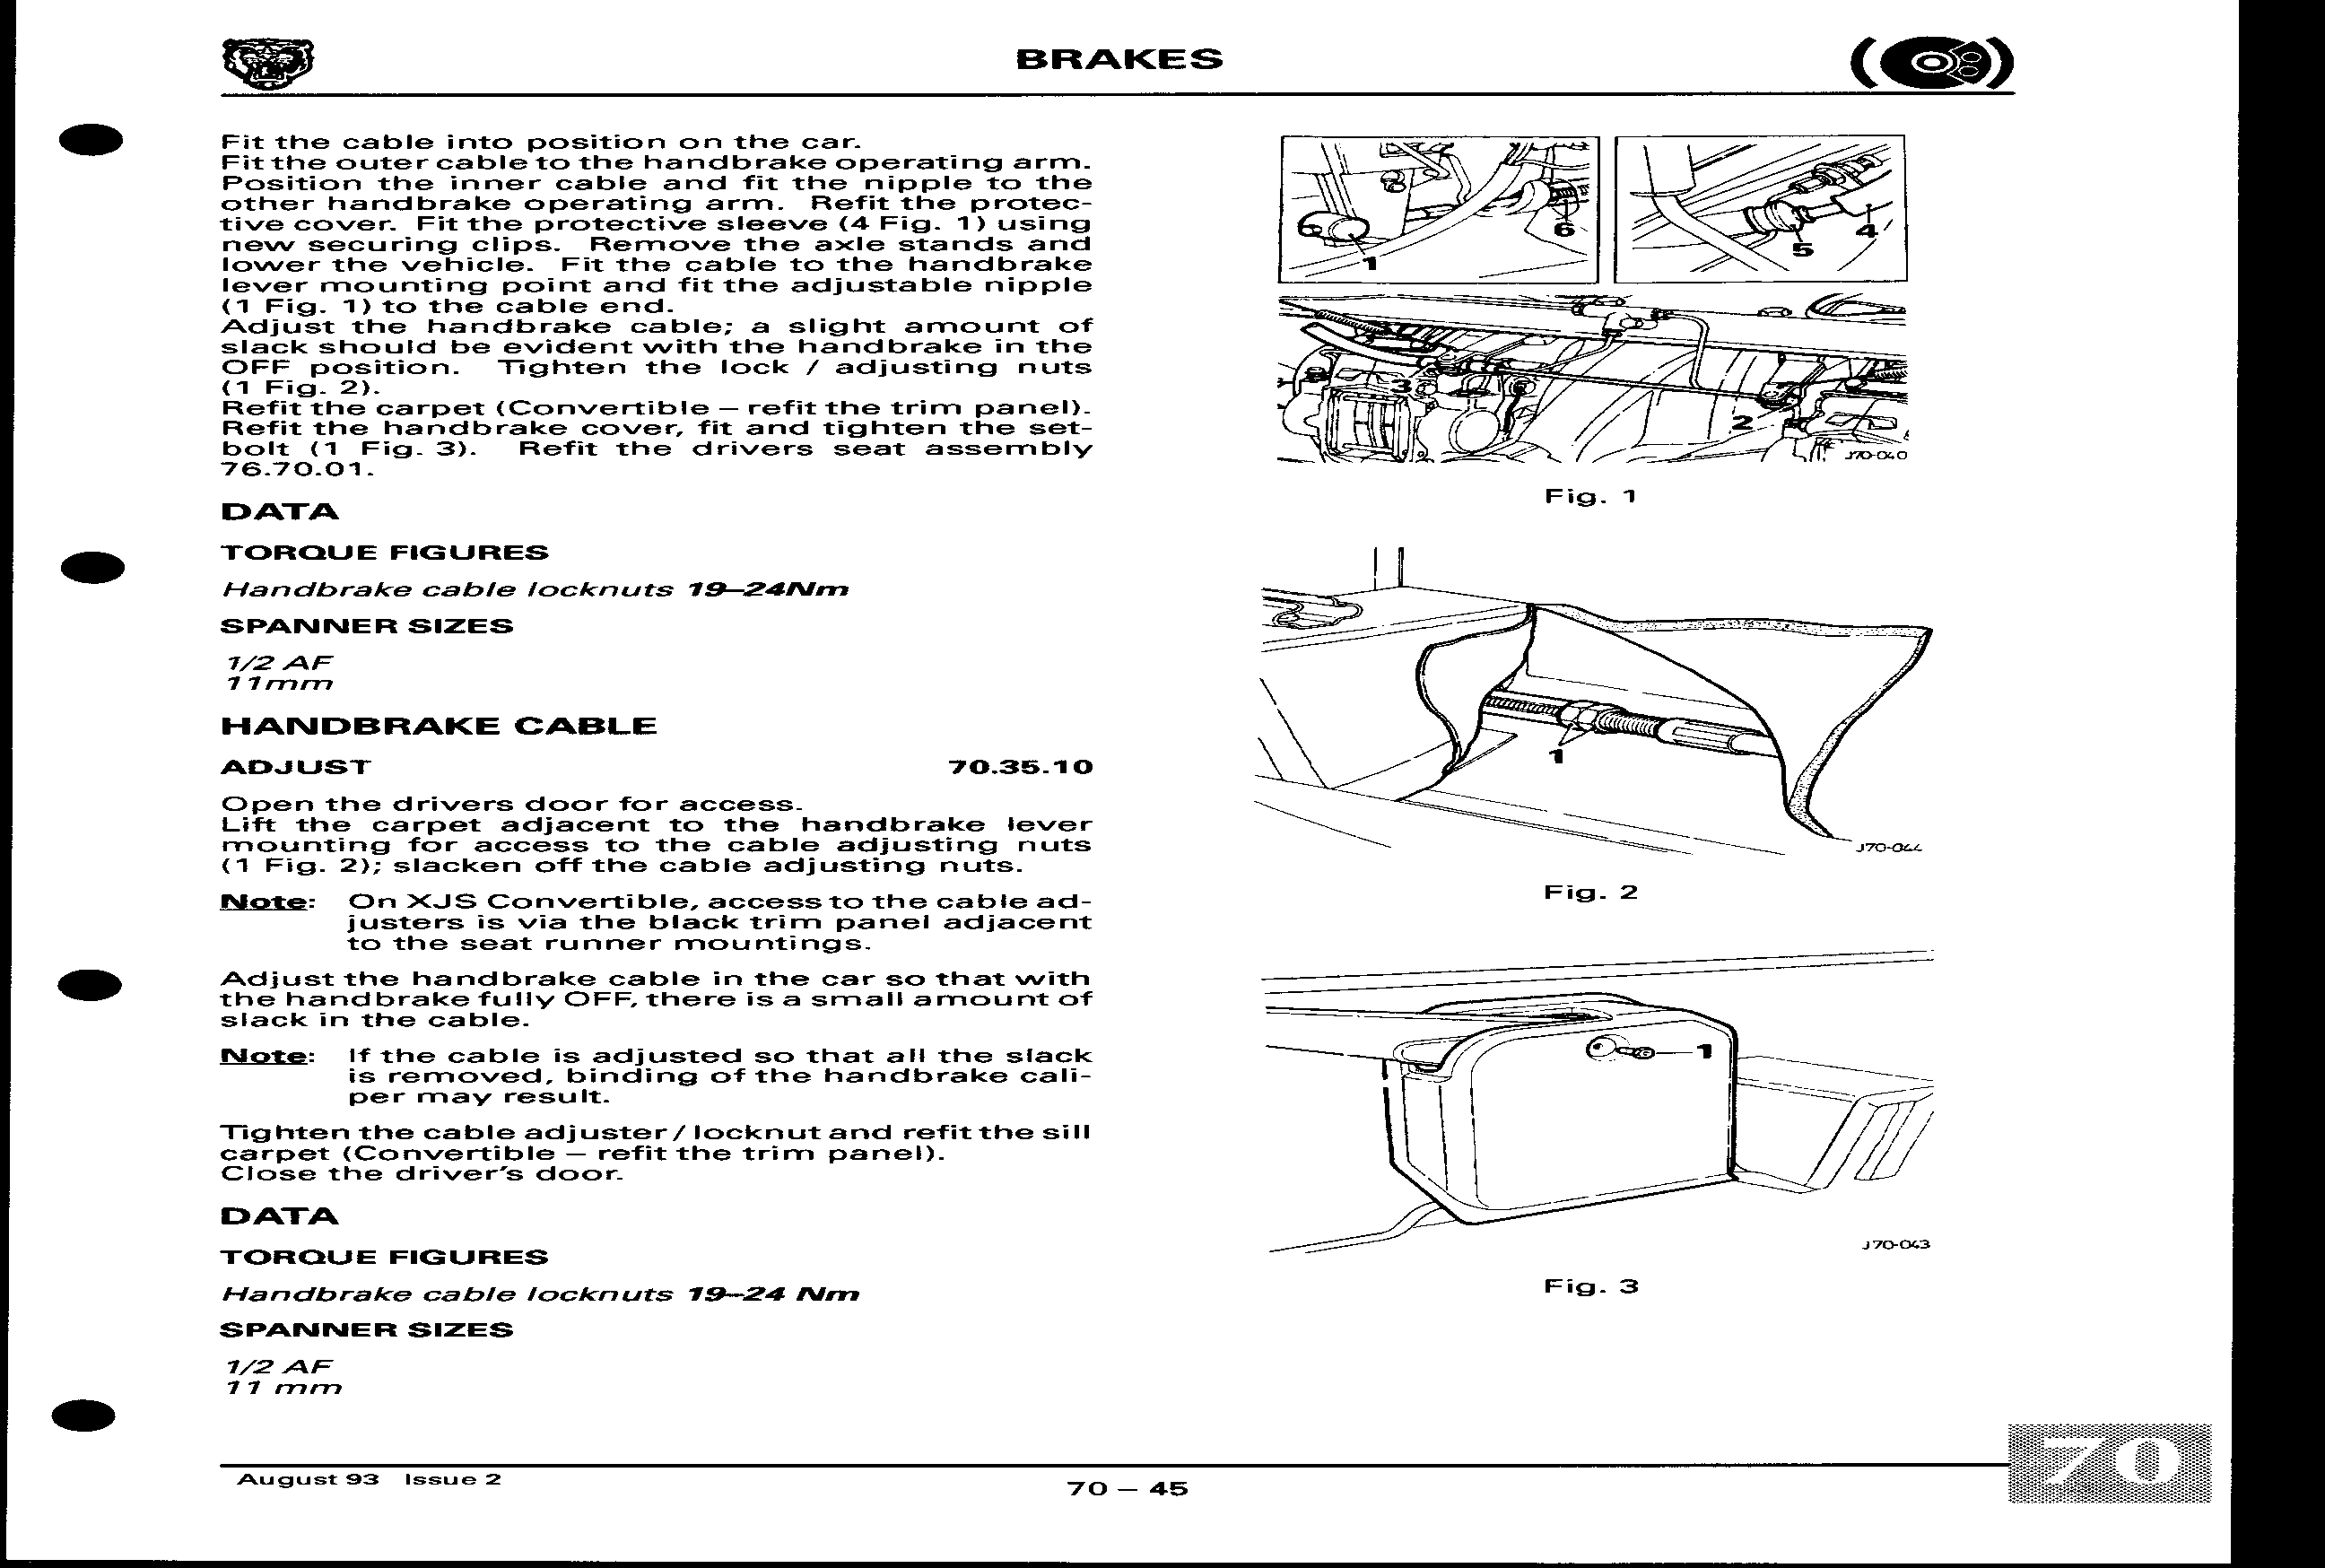 BRAKES
Fit the cable into position on the car.
Fit the outer cable to the handbrake operating arm.
Position the inner cable and fit the nipple to the
other handbrake operating arm. Refit the protec-
tive cover. Fit the protective sleeve (4 Fig. 1) using
new securing clips. Remove the axle stands and
lower the vehicle. Fit the cable to the handbrake
lever mounting point and fit the adjustable nipple
(1 Fig. 1) to the cable end.
Adjust the handbrake cable; a slight amount of
slack should be evident with the handbrake in the
OFF position. Tighten the lock / adjusting nuts
(1 Fig. 2).
Refit the carpet (Convertible – refit the trim panel).
Refit the handbrake cover, fit and tighten the set-
bolt (1 Fig. 3). Refit the drivers seat assembly
76.70.01.
DATA
TORQUE FIGURES
Handbrake cable locknuts 19–24Nm
SPANNER SIZES
1/2 AF
11mm
HANDBRAKE CABLE
ADJUST 70.35.10
Open the drivers door for access.
Lift the carpet adjacent to the handbrake lever
mounting for access to the cable adjusting nuts
(1 Fig. 2); slacken off the cable adjusting nuts.
Note: On XJS Convertible, access to the cable ad-
justers is via the black trim panel adjacent
to the seat runner mountings.
Adjust the handbrake cable in the car so that with
the handbrake fully OFF, there is a small amount of
slack in the cable.
Note: If the cable is adjusted so that all the slack
is removed, binding of the handbrake cali-
per may result.
Tighten the cable adjuster / locknut and refit the sill
carpet (Convertible – refit the trim panel).
Close the driver's door.
DATA
TORQUE FIGURES
Handbrake cable locknuts 19–24 Nm
SPANNER SIZES
1/2 AF
11 mm
6
1
6
5
4
3
2
J70-040
Fig. 1
1
J70-044
Fig. 2
1
J70-043
Fig. 3
August 93 Issue 2
70 – 45
70